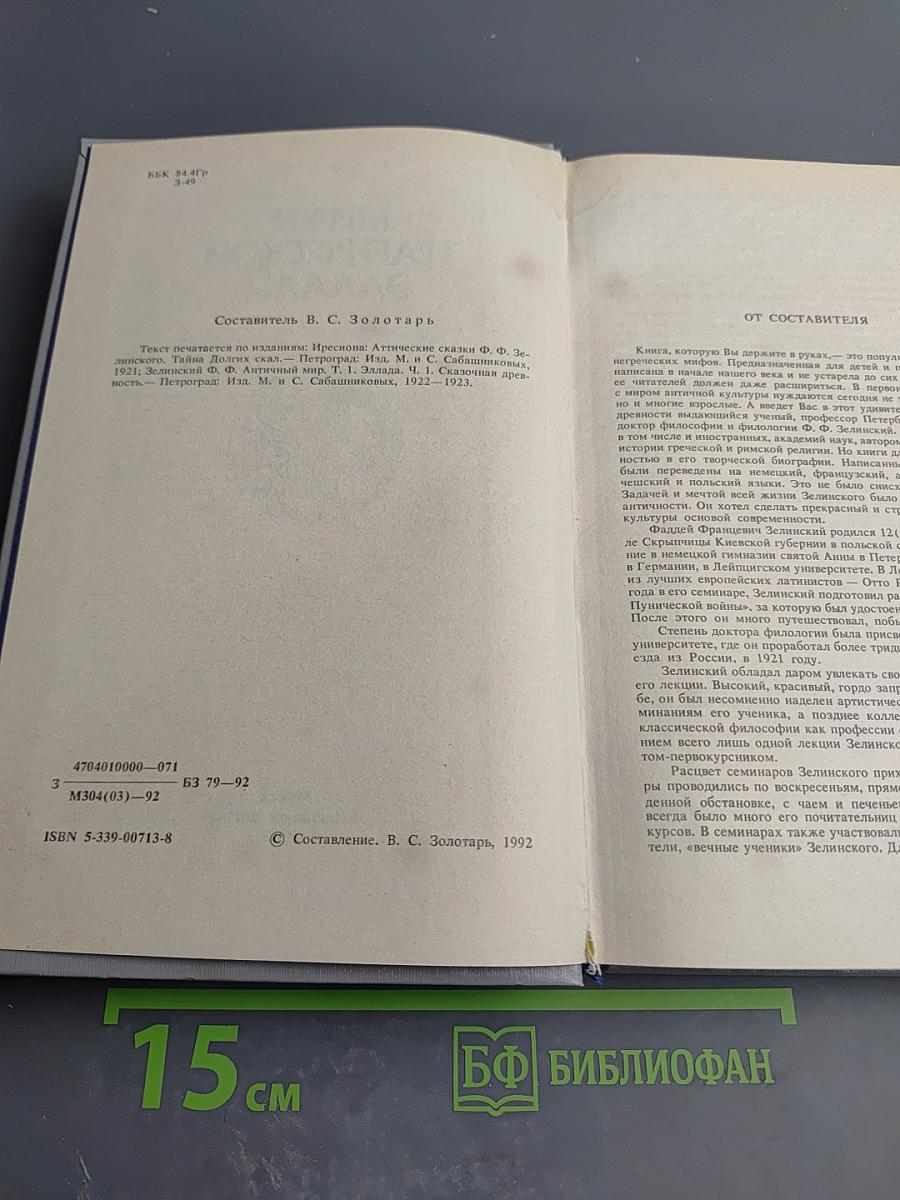 ББК 84.4Гр
З-49
Составитель В. С. Золотарь
Текст печатается по изданиям: Иресиона: Аттические сказки Ф. Ф. Зе-
линского. Тайна Долгих скал.— Петроград: Изд. М. и С. Сабашниковых,
1921; Зелинский Ф. Ф. Античный мир. Т. 1. Эллада. Ч. 1. Сказочная древ-
ность.— Петроград: Изд. М. и С. Сабашниковых, 1922—1923.
4704010000—071
З
БЗ 79—92
М304(03)—92
ISBN 5-339-00713-8
© Составление. В. С. Золотарь, 1992
ОТ СОСТАВИТЕЛЯ
Книга, которую Вы держите в руках,— это популя
негреческих мифов. Предназначенная для детей и п
написана в начале нашего века и не устарела до сих
ее читателей должен даже расшириться. В первом
с миром античной культуры нуждаются сегодня не т
но и многие взрослые. А введет Вас в этот удивител
древности выдающийся ученый, профессор Петерб
доктор философии и филологии Ф. Ф. Зелинский.
в том числе и иностранных, академий наук, автором
истории греческой и римской религии. Но книги дл
ностью в его творческой биографии. Написанны
были переведены на немецкий, французский, а
чешский и польский языки. Это не было снисх
Задачей и мечтой всей жизни Зелинского было
античности. Он хотел сделать прекрасный и стр
культуры основой современности.
Фаддей Францевич Зелинский родился 12(
ле Скрыпчицы Киевской губернии в польской с
ние в немецкой гимназии святой Анны в Петер
в Германии, в Лейпцигском университете. В Ле
из лучших европейских латинистов — Отто Р
года в его семинаре, Зелинский подготовил ра
Пунической войны», за которую был удостоен
После этого он много путешествовал, побы
Степень доктора филологии была присво
университете, где он проработал более тридц
езда из России, в 1921 году.
Зелинский обладал даром увлекать сво
его лекции. Высокий, красивый, гордо запр
бе, он был несомненно наделен артистичес
минаниям его ученика, а позднее колле
классической философии как профессии
нием всего лишь одной лекции Зелинско
том-первокурсником.
Расцвет семинаров Зелинского прих
ры проводились по воскресеньям, прямо
денной обстановке, с чаем и печенье
всегда было много его почитательниц
курсов. В семинарах также участвовал
тели, «вечные ученики» Зелинского. Дл
15 см
БФ БИБЛИОФАН